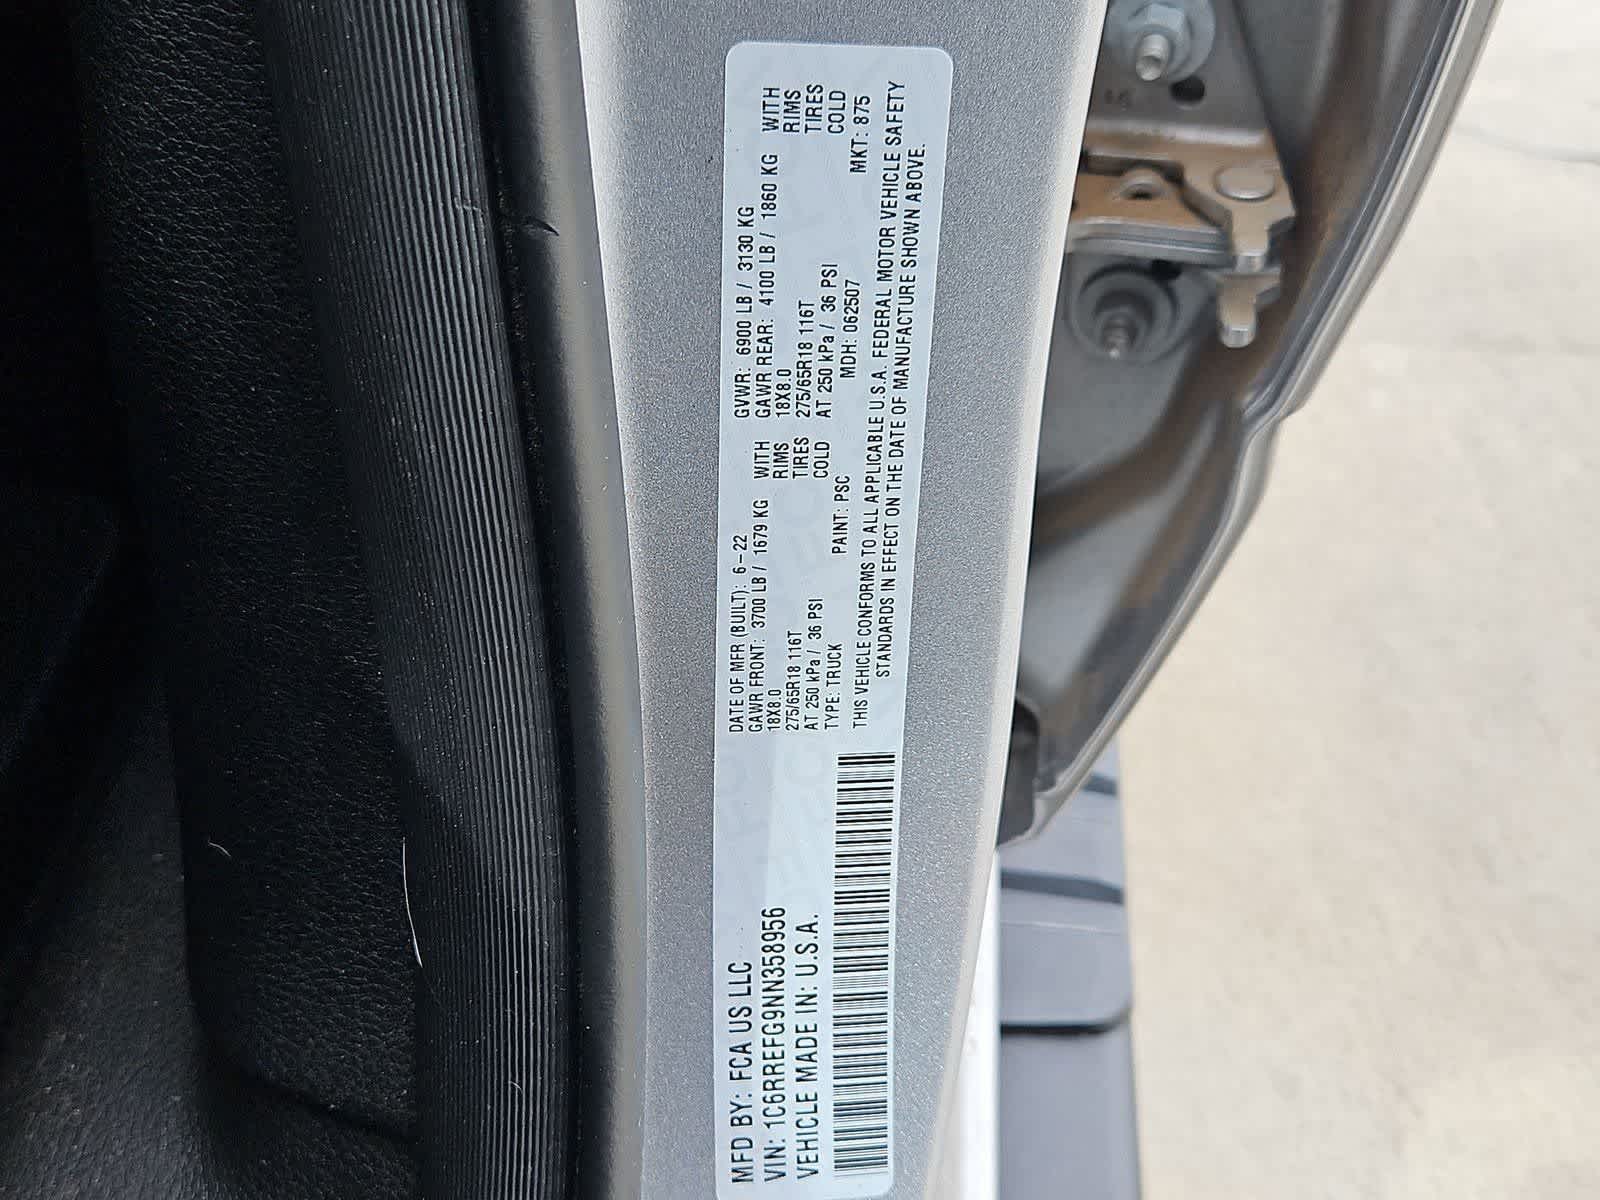 MFD BY: FCA US LLC
VIN: 1C6RREFG9NN358956
VEHICLE MADE IN: U.S.A.
DATE OF MFR (BUILT): 6-22 GVWR: 6900 LB / 3130 KG
GAWR FRONT: 3700 LB / 1679 KG WITH GAWR REAR: 4100 LB / 1860 KG WITH
18X8.0 RIMS 18X8.0 RIMS
275/65R18 116T TIRES 275/65R18 116T TIRES
AT 250 kPa / 36 PSI COLD AT 250 kPa / 36 PSI COLD
TYPE: TRUCK PAINT: PSC MDH: 062507 MKT: 875
THIS VEHICLE CONFORMS TO ALL APPLICABLE U.S.A. FEDERAL MOTOR VEHICLE SAFETY
STANDARDS IN EFFECT ON THE DATE OF MANUFACTURE SHOWN ABOVE.